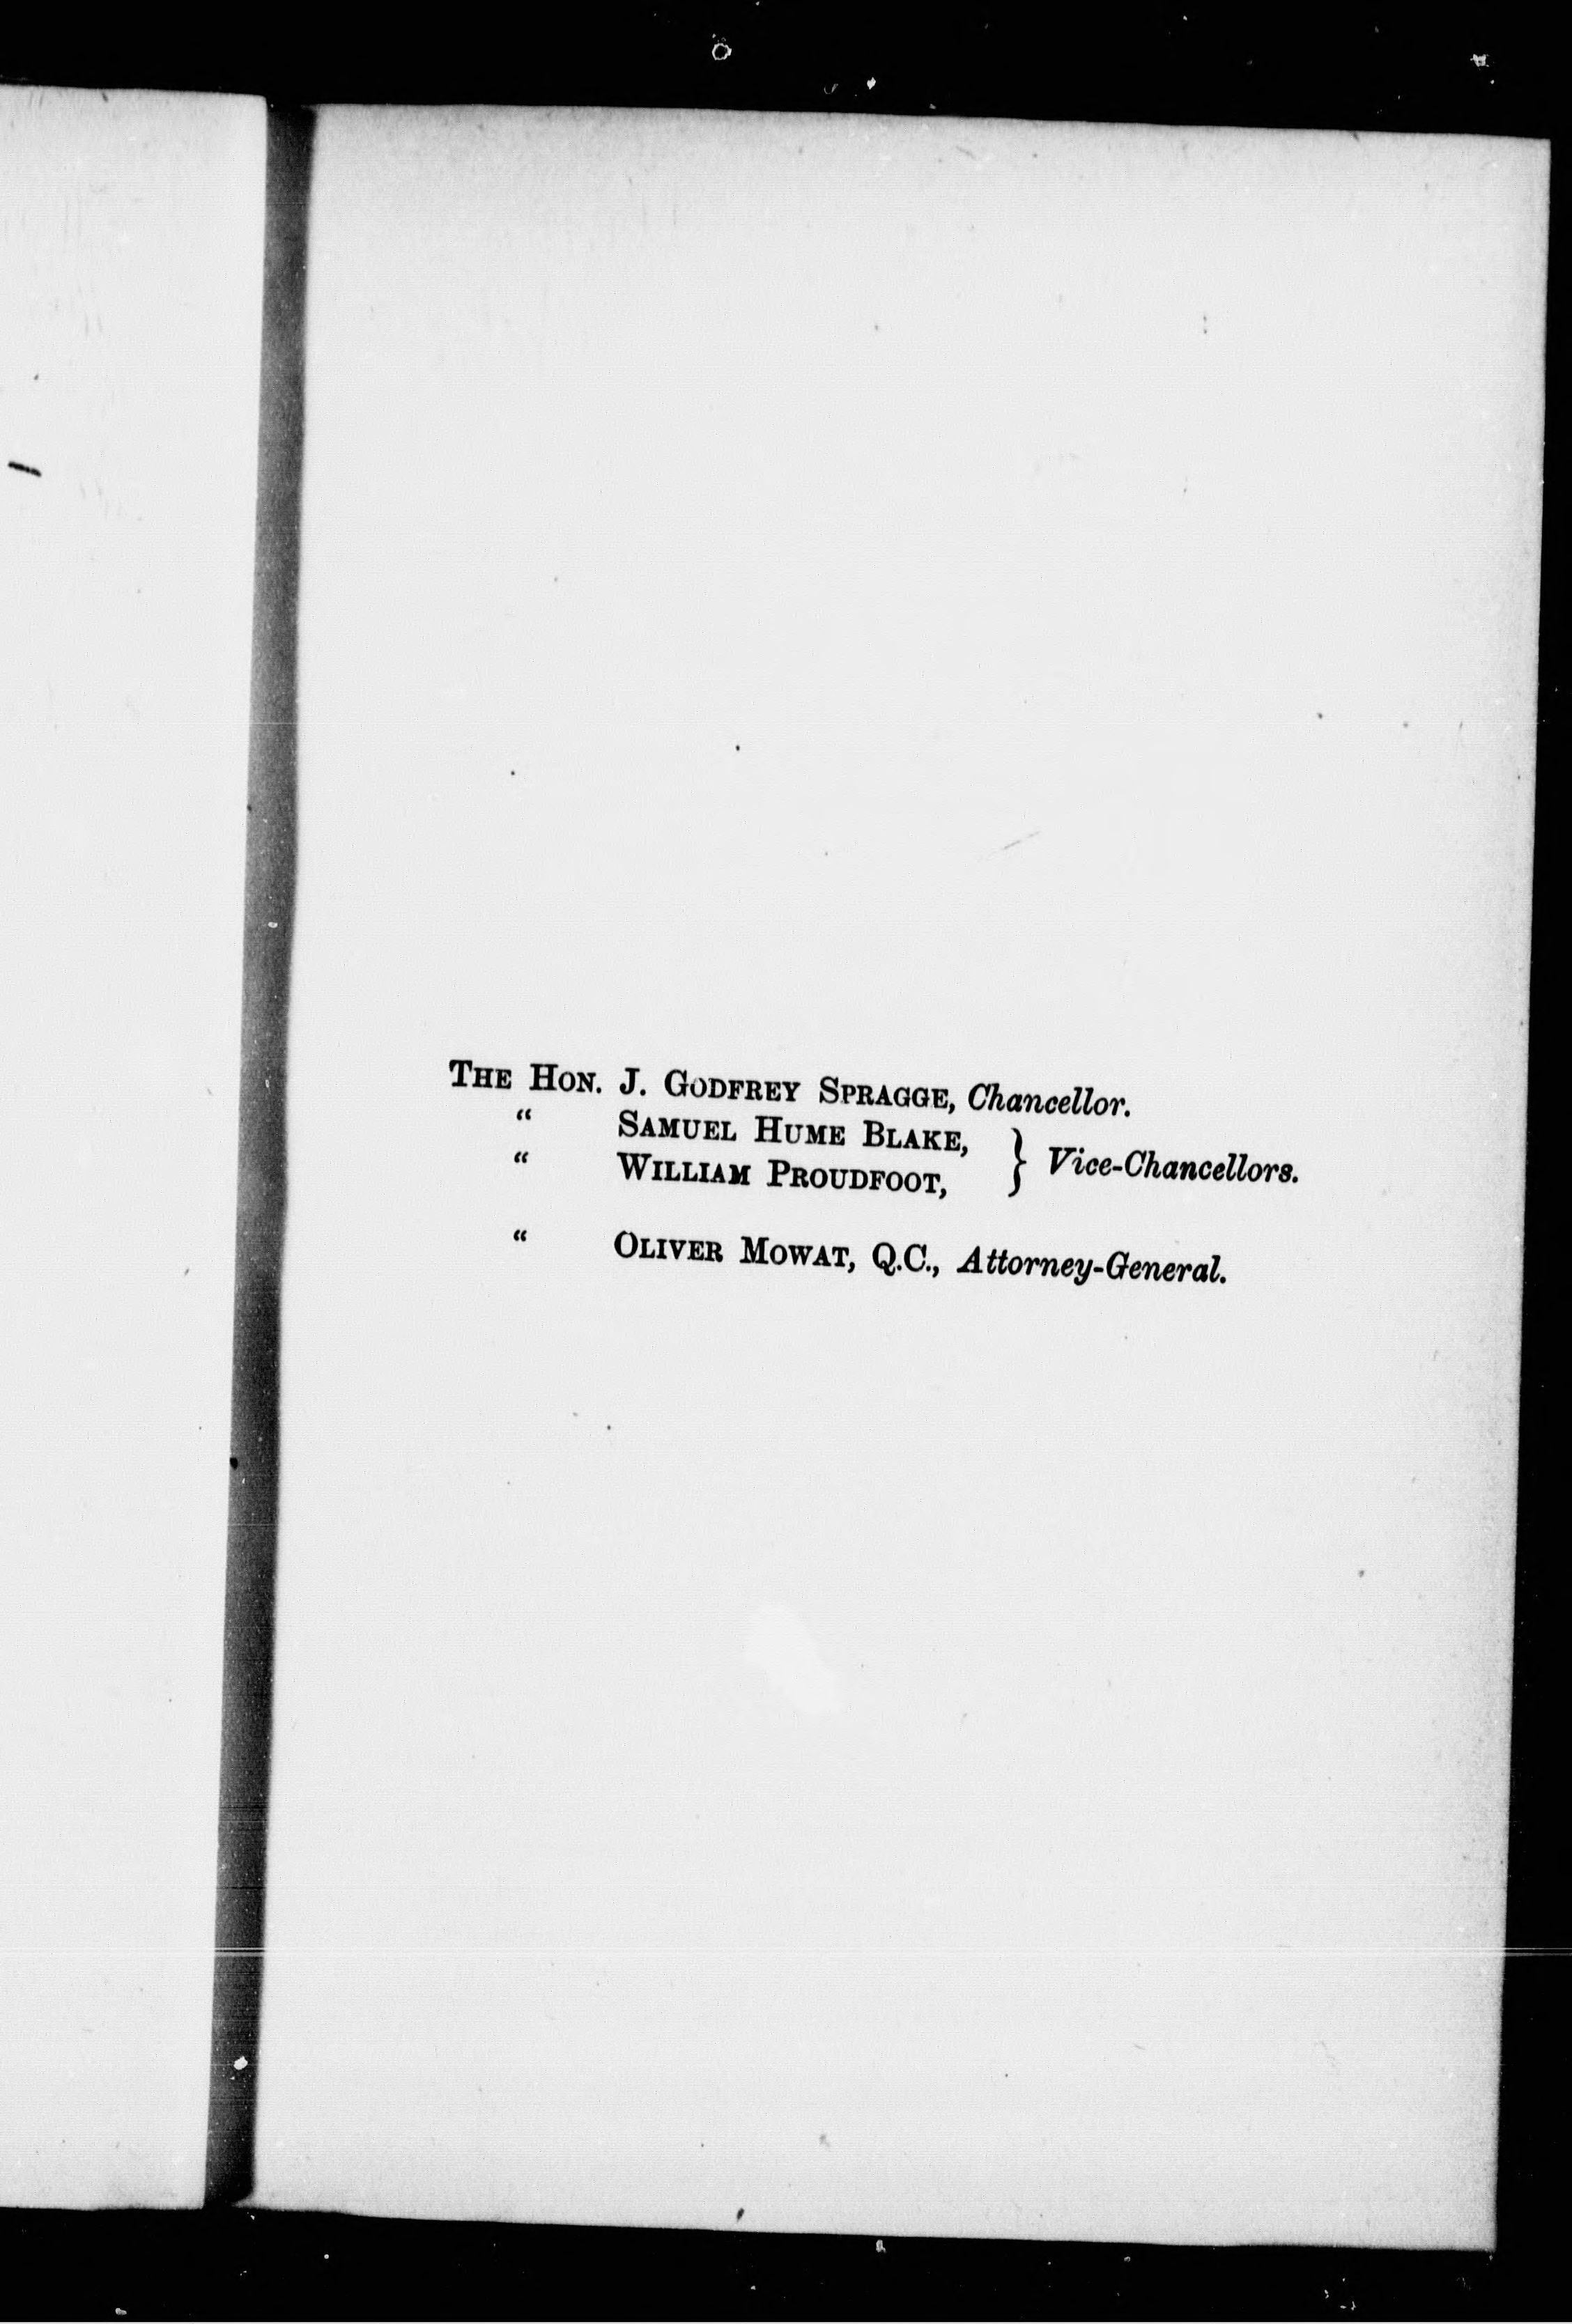 THE HON. J. GODFREY SPRAGGE, Chancellor.
“ SAMUEL HUME BLAKE,
“ WILLIAM PROUDFOOT, } Vice-Chancellors.
“ OLIVER MOWAT, Q.C., Attorney-General.